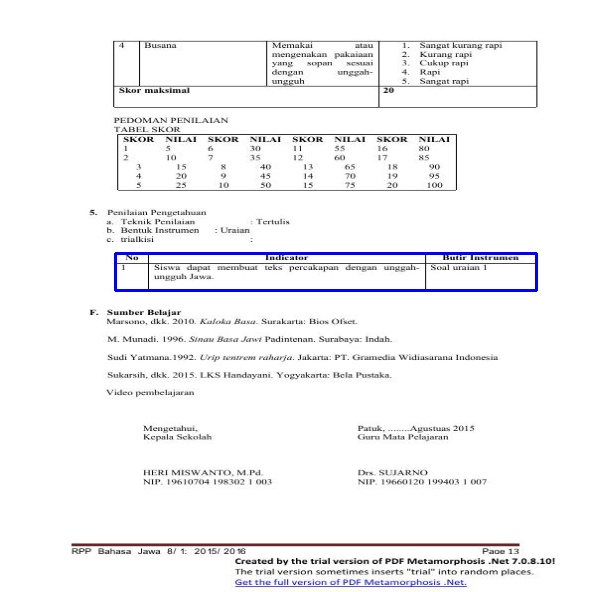 4 Busana Memakai atau 1. Sangat kurang rapi
mengenakan pakaiaan 2. Kurang rapi
yang sopan sesuai 3. Cukup rapi
dengan unggah- 4. Rapi
ungguh 5. Sangat rapi
Skor maksimal 20
PEDOMAN PENILAIAN
TABEL SKOR
SKOR NILAI SKOR NILAI SKOR NILAI SKOR NILAI
1 5 6 30 11 55 16 80
2 10 7 35 12 60 17 85
3 15 8 40 13 65 18 90
4 20 9 45 14 70 19 95
5 25 10 50 15 75 20 100
5. Penilaian Pengetahuan
a. Teknik Penilaian : Tertulis
b. Bentuk Instrumen : Uraian
c. trialkisi :
No Indicator Butir Instrumen
1 Siswa dapat membuat teks percakapan dengan unggah- Soal uraian 1
ungguh Jawa.
F. Sumber Belajar
Marsono, dkk. 2010. Kaloka Basa. Surakarta: Bios Ofset.
M. Munadi. 1996. Sinau Basa Jawi Padintenan. Surabaya: Indah.
Sudi Yatmana.1992. Urip tentrem raharja. Jakarta: PT. Gramedia Widiasarana Indonesia
Sukarsih, dkk. 2015. LKS Handayani. Yogyakarta: Bela Pustaka.
Video pembelajaran
Mengetahui, Patuk, ........Agustuas 2015
Kepala Sekolah Guru Mata Pelajaran
HERI MISWANTO, M.Pd. Drs. SUJARNO
NIP. 19610704 198302 1 003 NIP. 19660120 199403 1 007
RPP Bahasa Jawa 8/ 1: 2015/ 2016 Page 13
Created by the trial version of PDF Metamorphosis .Net 7.0.8.10!
The trial version sometimes inserts "trial" into random places.
Get the full version of PDF Metamorphosis .Net.